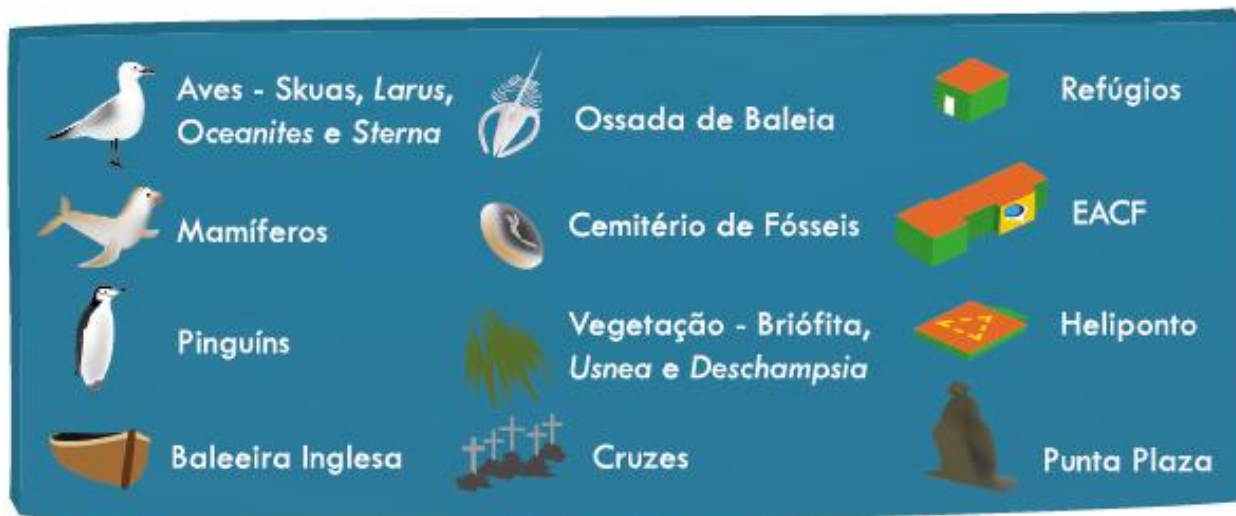 Aves - Skuas, Larus,
Oceanites e Sterna
Mamíferos
Pinguíns
Baleeira Inglesa
Ossada de Baleia
Cemitério de Fósseis
Vegetação - Briófita,
Usnea e Deschampsia
Cruzes
Refúgios
EACF
Heliponto
Punta Plaza